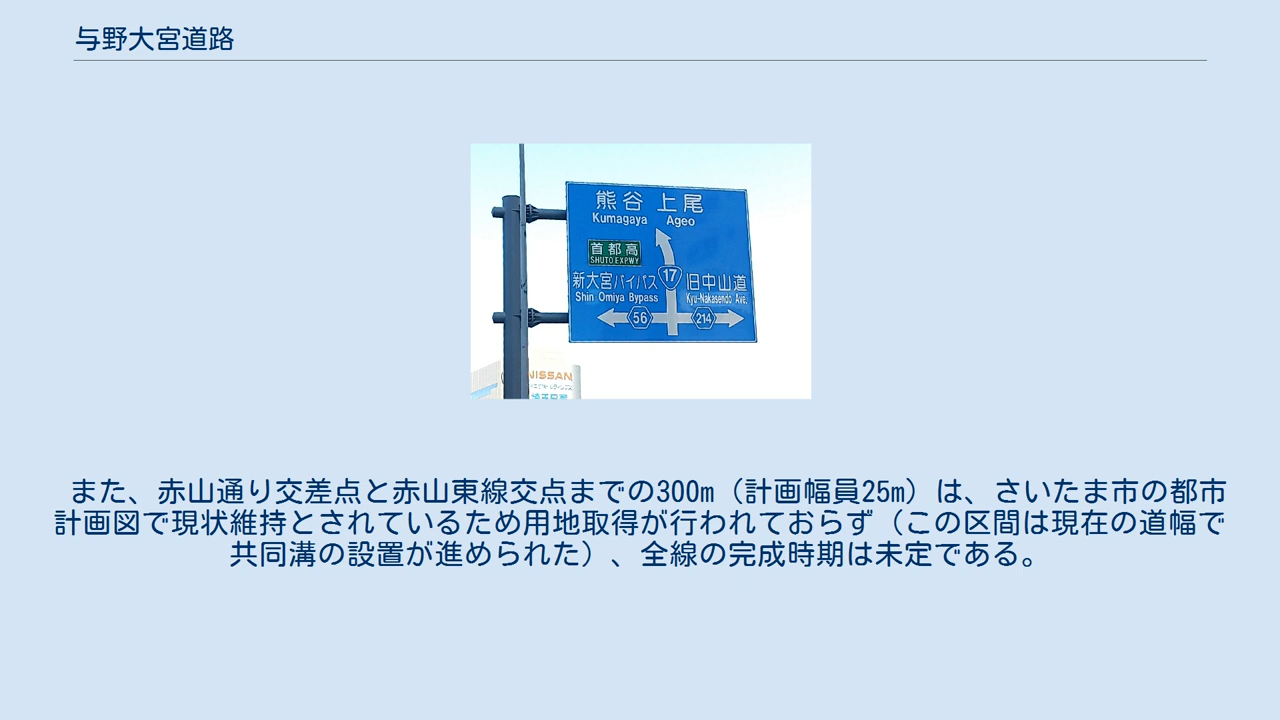 与野大宮道路
熊谷 上尾
Kumagaya Ageo
首都高
SHUTO EXPWY
17
新大宮バイパス 旧中山道
Shin Omiya Bypass Kyu-Nakasendo Ave.
56 214
NISSAN
また、赤山通り交差点と赤山東線交点までの300m（計画幅員25m）は、さいたま市の都市
計画図で現状維持とされているため用地取得が行われておらず（この区間は現在の道幅で
共同溝の設置が進められた）、全線の完成時期は未定である。